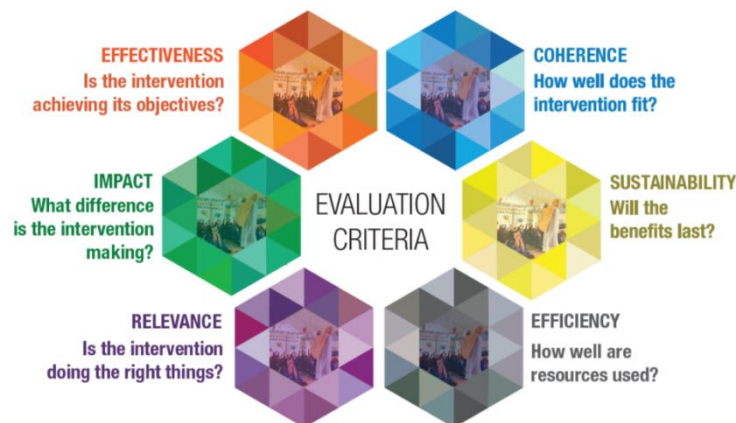 EFFECTIVENESS
Is the intervention
achieving its objectives?
COHERENCE
How well does the
intervention fit?
IMPACT
What difference
is the intervention
making?
EVALUATION
CRITERIA
SUSTAINABILITY
Will the
benefits last?
RELEVANCE
Is the intervention
doing the right things?
EFFICIENCY
How well are
resources used?